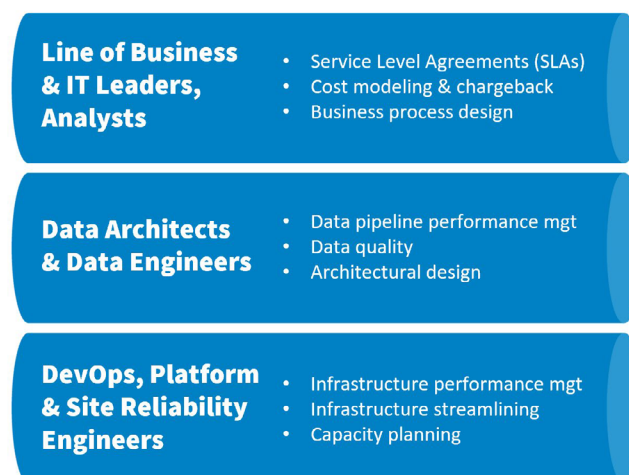 Line of Business
& IT Leaders,
Analysts
• Service Level Agreements (SLAs)
• Cost modeling & chargeback
• Business process design
Data Architects
& Data Engineers
• Data pipeline performance mgt
• Data quality
• Architectural design
DevOps, Platform
& Site Reliability
Engineers
• Infrastructure performance mgt
• Infrastructure streamlining
• Capacity planning